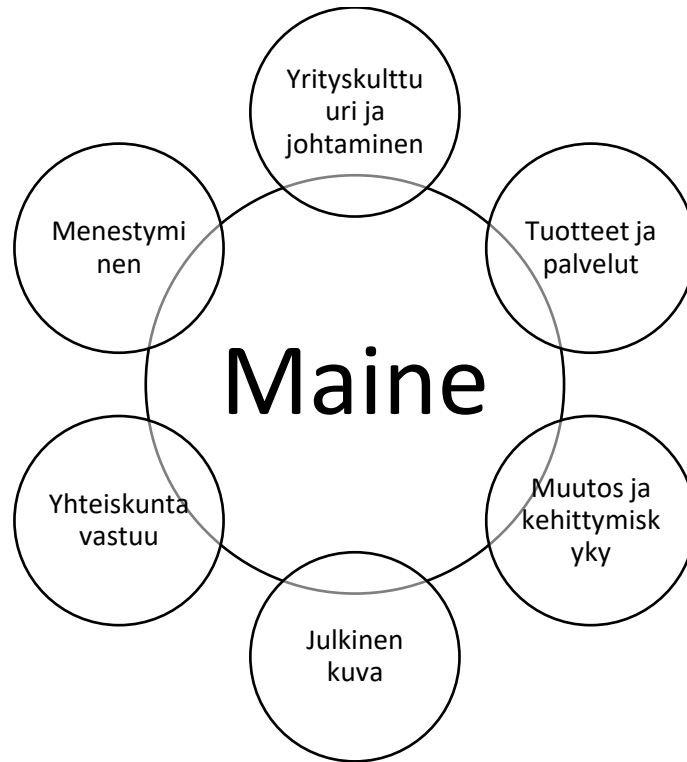 Yrityskulttu
uri ja
johtaminen
Tuotteet ja
palvelut
Muutos ja
kehittymisk
yky
Julkinen
kuva
Yhteiskunta
vastuu
Menestymi
nen
Maine